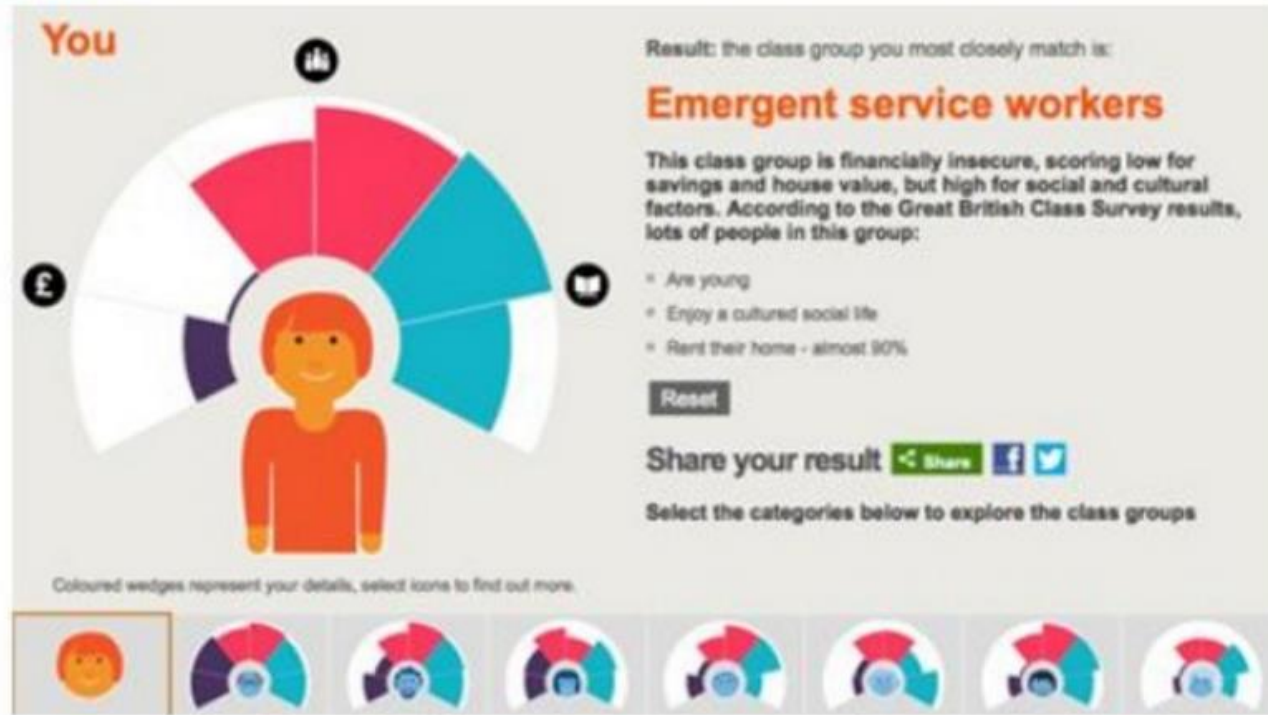 You
£
Result: the class group you most closely match is:
Emergent service workers
This class group is financially insecure, scoring low for
savings and house value, but high for social and cultural
factors. According to the Great British Class Survey results,
lots of people in this group:
Are young
Enjoy a cultured social life
Rent their home - almost 90%
Reset
Share your result Share f
Select the categories below to explore the class groups
Coloured wedges represent your details, select icons to find out more.